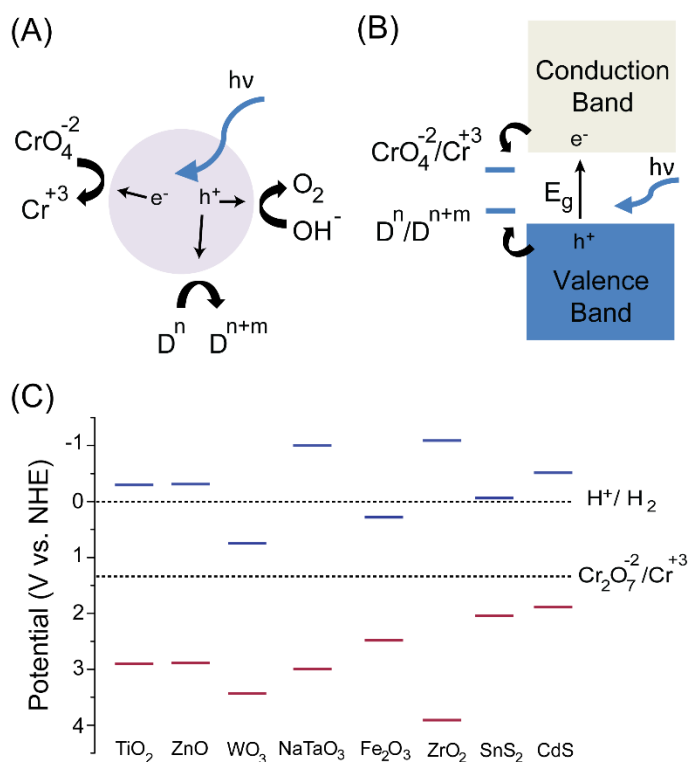 (A)
hν
CrO₄⁻²
Cr⁺³
e⁻
h⁺
O₂
OH⁻
Dⁿ Dⁿ⁺ᵐ
(B)
Conduction
Band
e⁻
CrO₄⁻²/Cr⁺³
hν
E_g
Dⁿ/Dⁿ⁺ᵐ
h⁺
Valence
Band
(C)
Potential (V vs. NHE)
-1
0
1
2
3
4
H⁺/ H₂
Cr₂O₇⁻²/Cr⁺³
TiO₂ ZnO WO₃ NaTaO₃ Fe₂O₃ ZrO₂ SnS₂ CdS